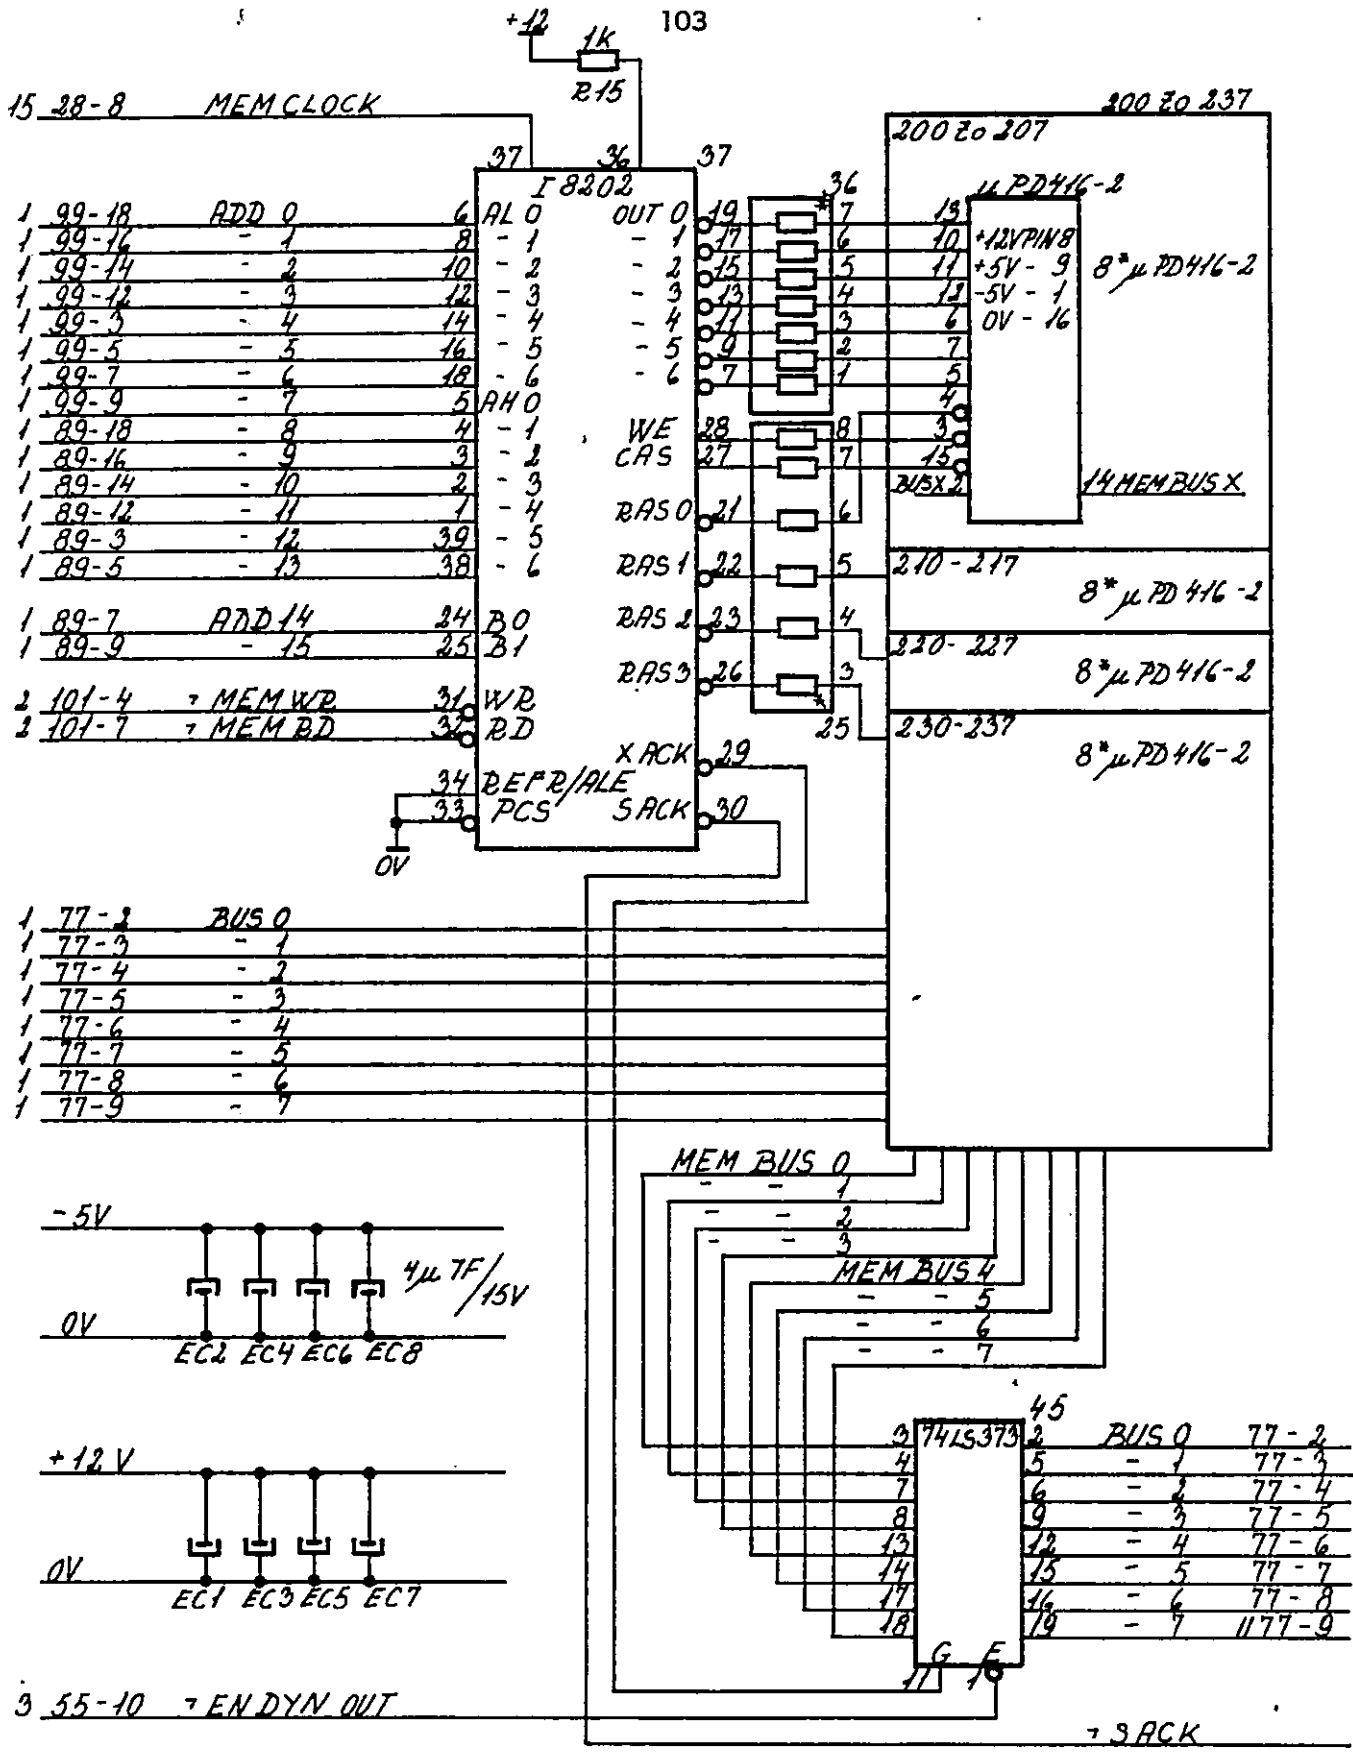 103
+12
1K
R15
15 28-8 MEM CLOCK
200 to 237
200 to 207
37 36 37
I 8202
36
µPD416-2
1 99-18 ADD 0 6 AL 0 OUT 0 19 * 7 13
1 99-16 - 1 8 - 1 - 1 17 6 10 +12V PIN 8
1 99-14 - 2 10 - 2 - 2 15 5 11 +5V - 9 8*µPD416-2
1 99-12 - 3 12 - 3 - 3 13 4 12 -5V - 1
1 99-3 - 4 14 - 4 - 4 11 3 6 0V - 16
1 99-5 - 5 16 - 5 - 5 9 2 7
1 99-7 - 6 18 - 6 - 6 7 1 5
1 99-9 - 7 5 AH 0 4
1 89-18 - 8 4 - 1 WE 28 8 3
1 89-16 - 9 3 - 2 CAS 27 7 15
1 89-14 - 10 2 - 3 BUSX 2 14 MEMBUSX
1 89-12 - 11 1 - 4 RAS 0 21 6
1 89-3 - 12 39 - 5
1 89-5 - 13 38 - 6 RAS 1 22 5 210-217
8*µPD416-2
1 89-7 ADD 14 24 B0 RAS 2 23 4
1 89-9 - 15 25 B1 220-227
RAS 3 26 3 8*µPD416-2
2 101-4 ¬ MEM WR 31 WR *
2 101-7 ¬ MEM RD 32 RD 25 230-237
X ACK 29 8*µPD416-2
34 REFR/ALE
33 PCS SACK 30
0V
1 77-2 BUS 0
1 77-3 - 1
1 77-4 - 2
1 77-5 - 3
1 77-6 - 4
1 77-7 - 5
1 77-8 - 6
1 77-9 - 7
MEM BUS 0
- - 1
- - 2
- - 3
MEM BUS 4
- - 5
- - 6
- - 7
-5V
4µ7F/15V
0V
EC2 EC4 EC6 EC8
+12V
0V
EC1 EC3 EC5 EC7
45
3 74LS373 2 BUS 0 77-2
4 5 - 1 77-3
7 6 - 2 77-4
8 9 - 3 77-5
13 12 - 4 77-6
14 15 - 5 77-7
17 16 - 6 77-8
18 19 - 7 77-9
G E
11 1
3 55-10 ¬ EN DYN OUT
¬ SACK